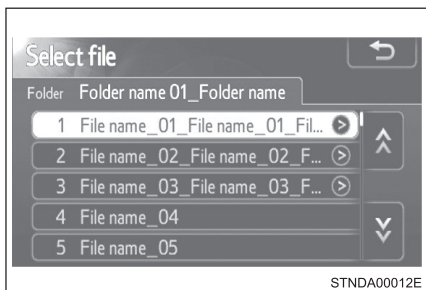 Select file
Folder Folder name 01_Folder name
1 File name_01_File name_01_Fil...
2 File name_02_File name_02_F...
3 File name_03_File name_03_F...
4 File name_04
5 File name_05
STNDA00012E